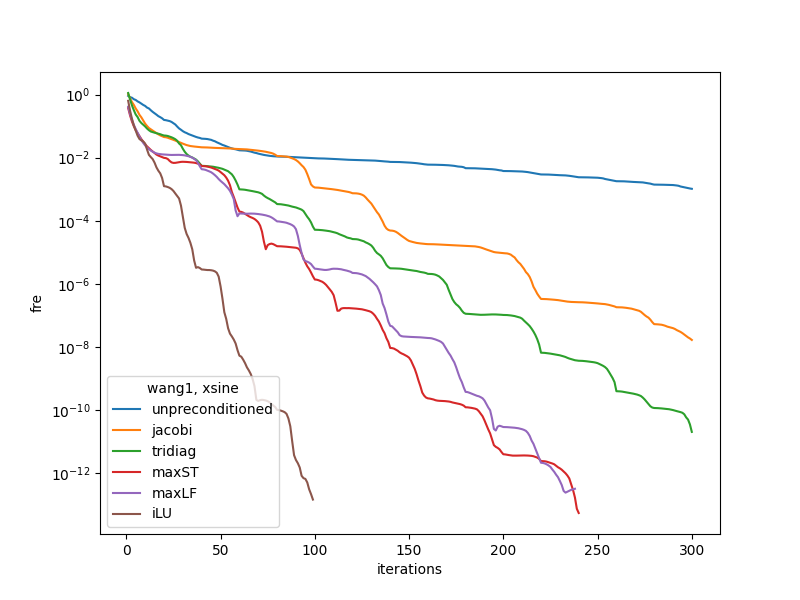 10^0
10^-2
10^-4
10^-6
10^-8
10^-10
10^-12
fre
wang1, xsine
unpreconditioned
jacobi
tridiag
maxST
maxLF
iLU
0 50 100 150 200 250 300
iterations